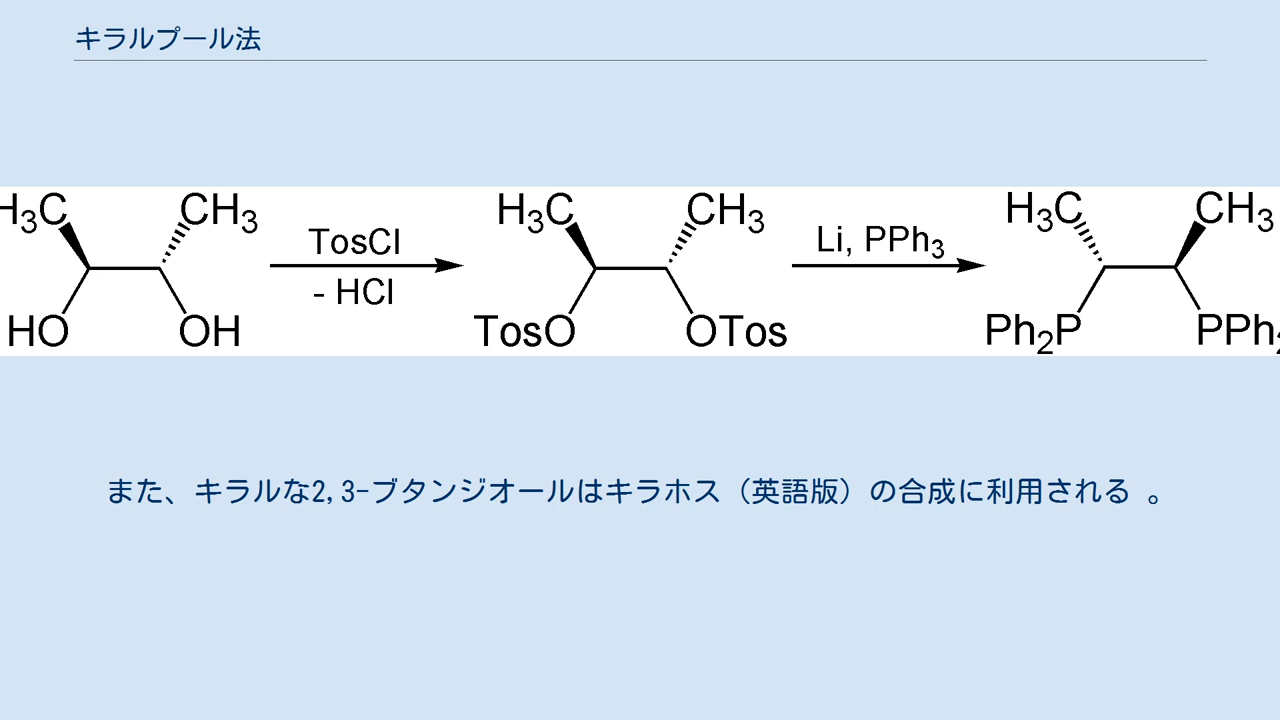 キラルプール法
H3C CH3 TosCl - HCl HO OH
H3C CH3 Li, PPh3 TosO OTos
H3C CH3 Ph2P PPh2
また、キラルな2,3-ブタンジオールはキラホス（英語版）の合成に利用される 。